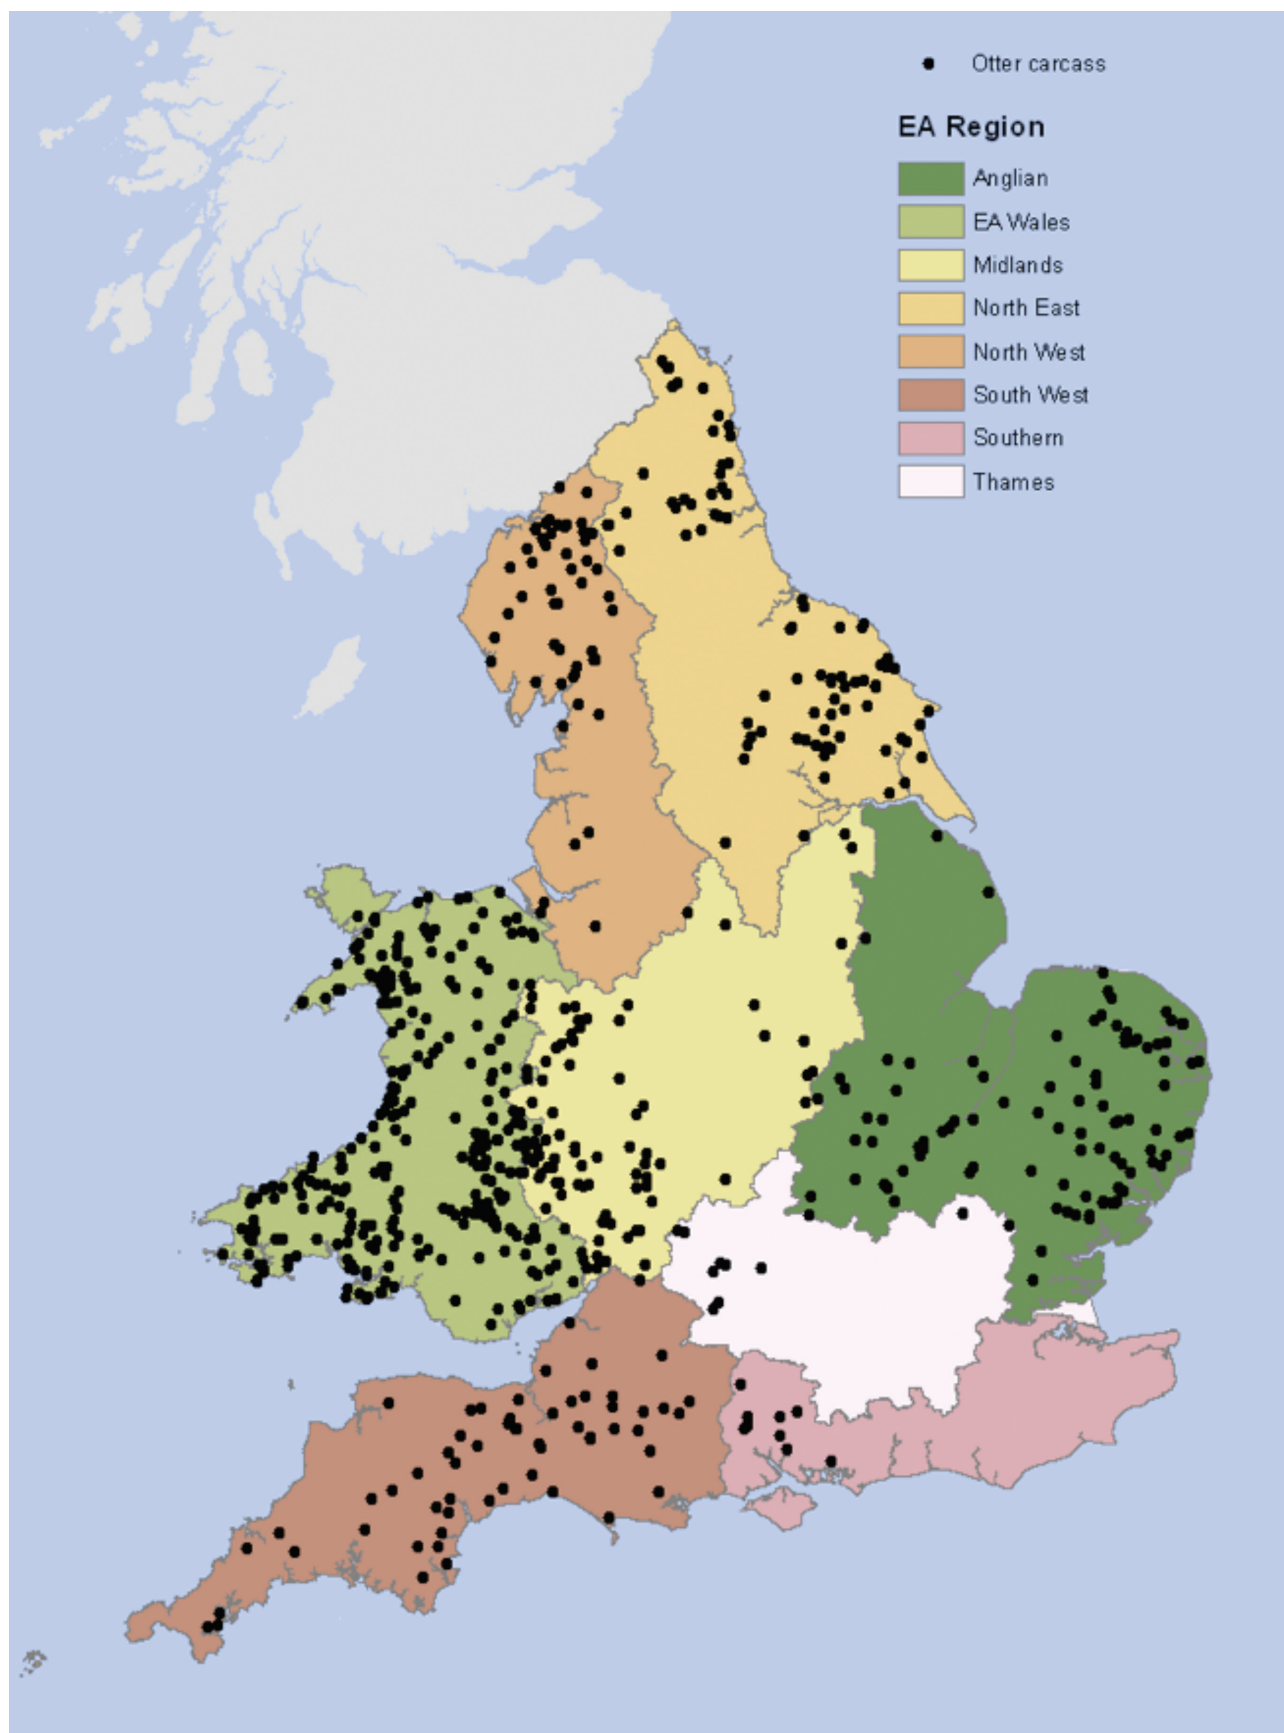 Otter carcass
EA Region
Anglian
EA Wales
Midlands
North East
North West
South West
Southern
Thames